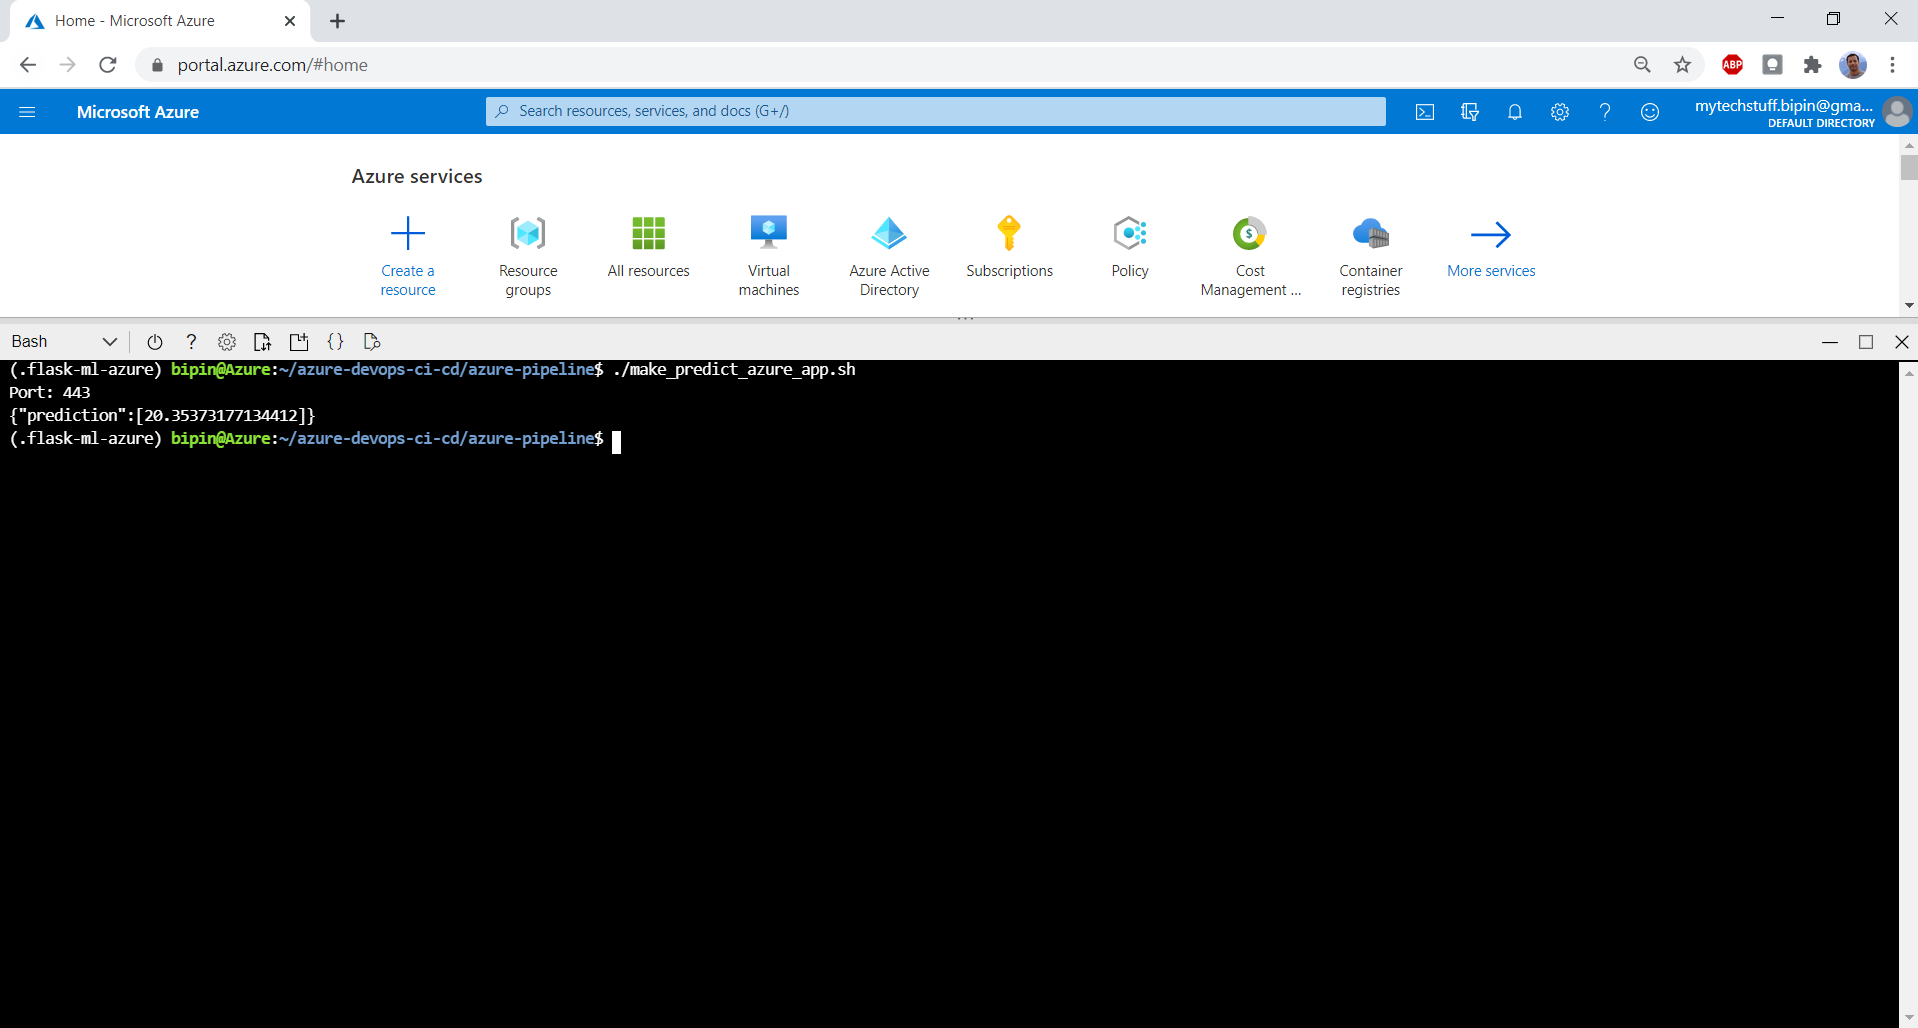 Home - Microsoft Azure
portal.azure.com/#home
ABP
Microsoft Azure
Search resources, services, and docs (G+/)
mytechstuff.bipin@gma...
DEFAULT DIRECTORY
Azure services
Create a resource
Resource groups
All resources
Virtual machines
Azure Active Directory
Subscriptions
Policy
Cost Management ...
Container registries
More services
Bash
(.flask-ml-azure) bipin@Azure:~/azure-devops-ci-cd/azure-pipeline$ ./make_predict_azure_app.sh
Port: 443
{"prediction":[20.35373177134412]}
(.flask-ml-azure) bipin@Azure:~/azure-devops-ci-cd/azure-pipeline$